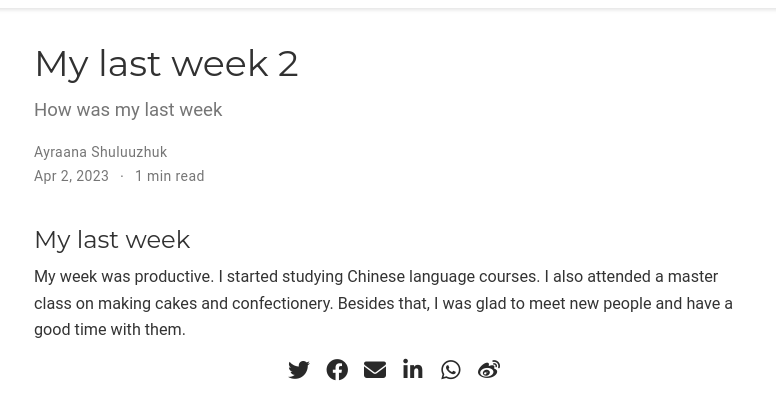 My last week 2
How was my last week
Ayraana Shuluuzhuk
Apr 2, 2023 · 1 min read
My last week
My week was productive. I started studying Chinese language courses. I also attended a master
class on making cakes and confectionery. Besides that, I was glad to meet new people and have a
good time with them.